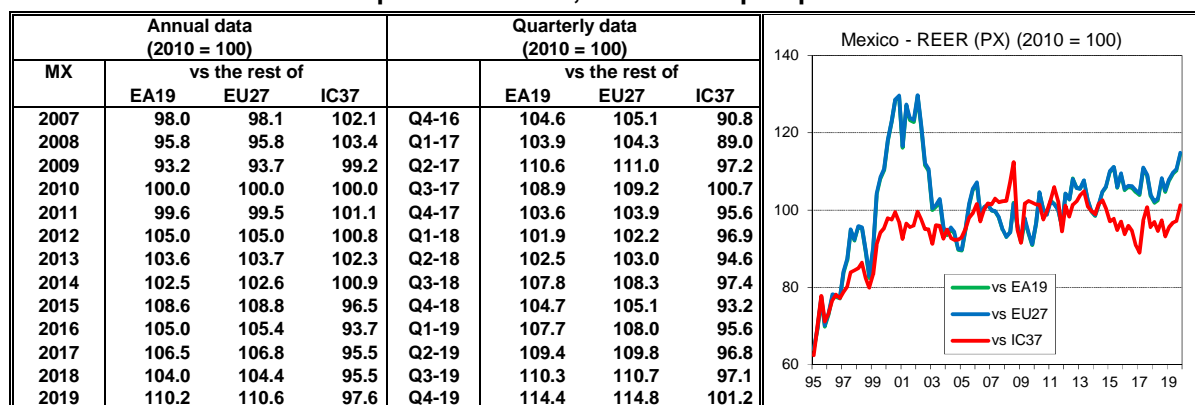 Annual data
(2010 = 100)
Quarterly data
(2010 = 100)
MX vs the rest of vs the rest of
EA19 EU27 IC37 EA19 EU27 IC37
2007 98.0 98.1 102.1 Q4-16 104.6 105.1 90.8
2008 95.8 95.8 103.4 Q1-17 103.9 104.3 89.0
2009 93.2 93.7 99.2 Q2-17 110.6 111.0 97.2
2010 100.0 100.0 100.0 Q3-17 108.9 109.2 100.7
2011 99.6 99.5 101.1 Q4-17 103.6 103.9 95.6
2012 105.0 105.0 100.8 Q1-18 101.9 102.2 96.9
2013 103.6 103.7 102.3 Q2-18 102.5 103.0 94.6
2014 102.5 102.6 100.9 Q3-18 107.8 108.3 97.4
2015 108.6 108.8 96.5 Q4-18 104.7 105.1 93.2
2016 105.0 105.4 93.7 Q1-19 107.7 108.0 95.6
2017 106.5 106.8 95.5 Q2-19 109.4 109.8 96.8
2018 104.0 104.4 95.5 Q3-19 110.3 110.7 97.1
2019 110.2 110.6 97.6 Q4-19 114.4 114.8 101.2
Mexico - REER (PX) (2010 = 100)
140
120
100
80
60
vs EA19
vs EU27
vs IC37
95 97 99 01 03 05 07 09 11 13 15 17 19